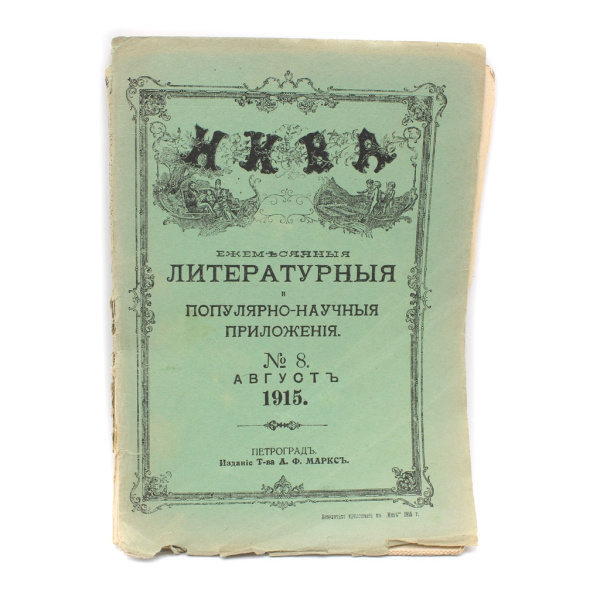 НИВА
ЕЖЕМѢСЯЧНЫЯ
ЛИТЕРАТУРНЫЯ
и
ПОПУЛЯРНО-НАУЧНЫЯ
ПРИЛОЖЕНІЯ.
№ 8.
АВГУСТЪ
1915.
ПЕТРОГРАДЪ.
Изданіе Т-ва А. Ф. МАРКСЪ.